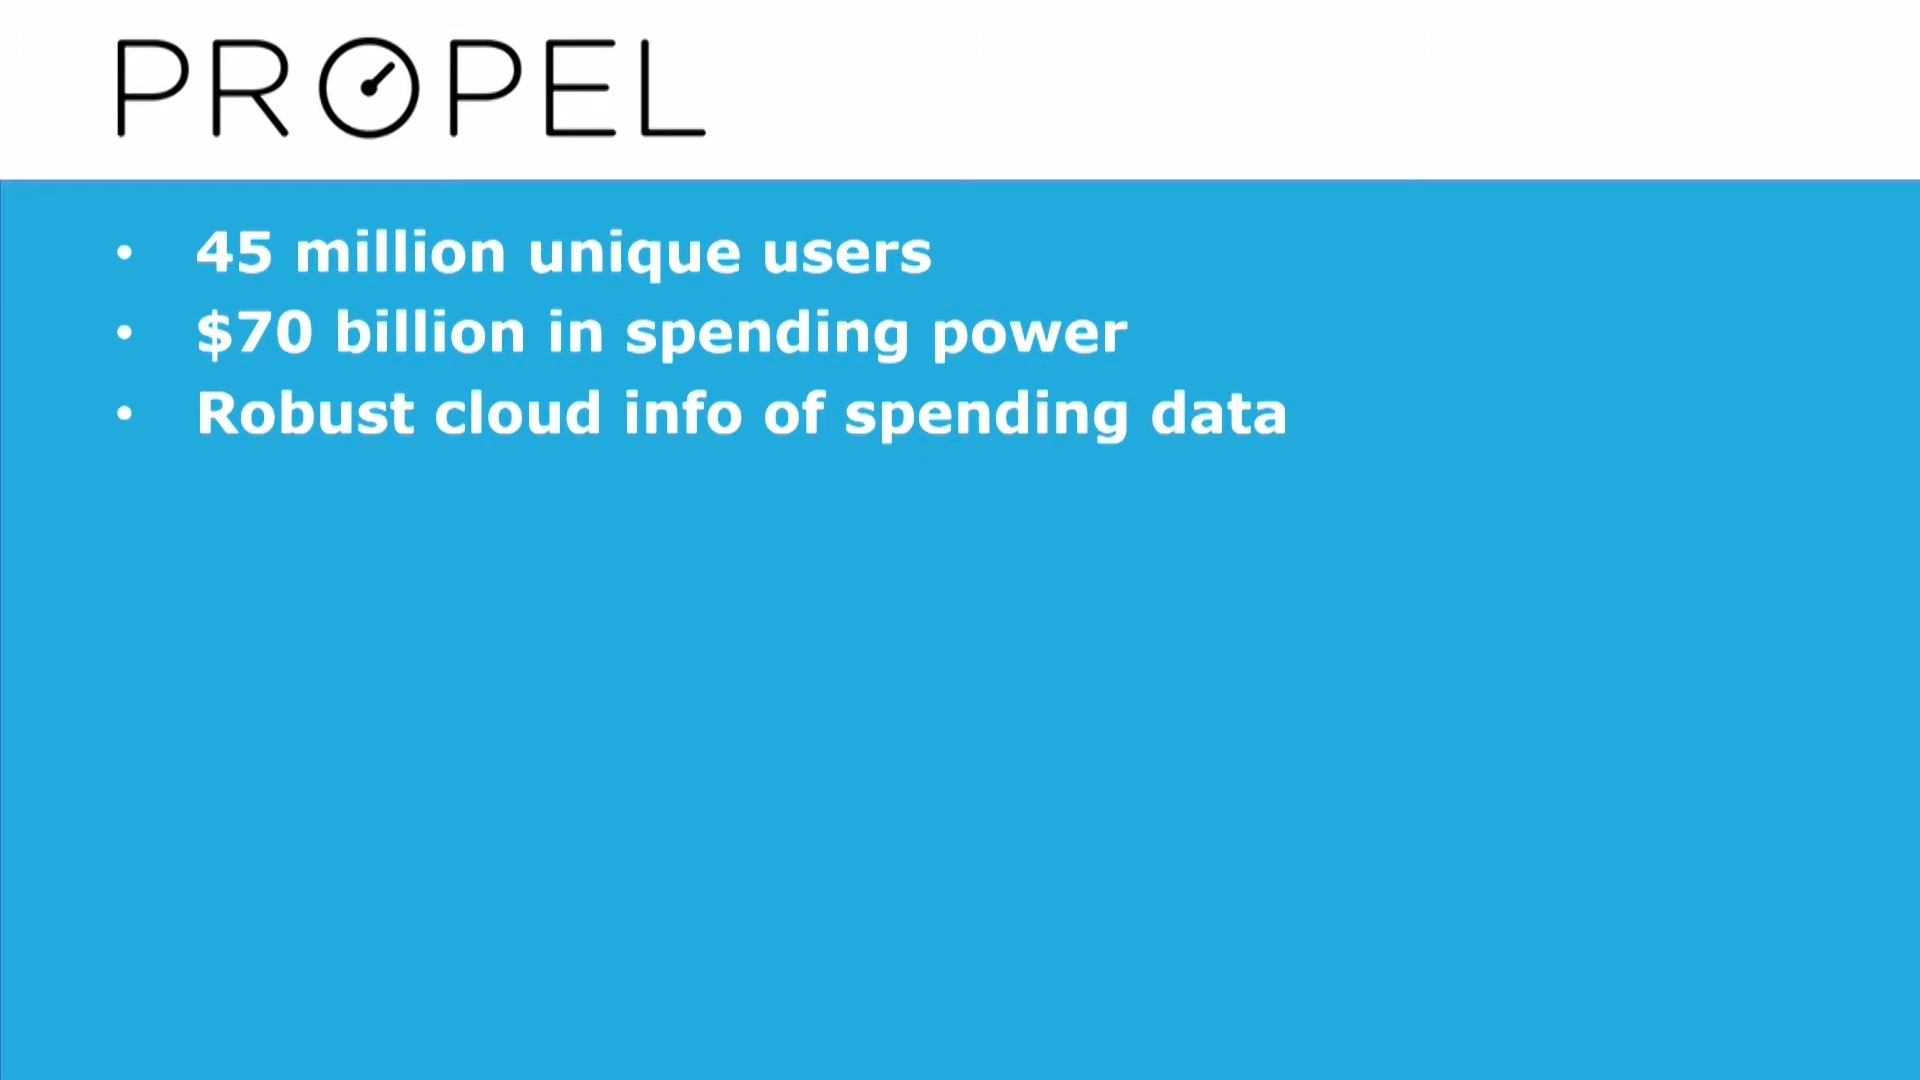 PROPEL
• 45 million unique users
• $70 billion in spending power
• Robust cloud info of spending data